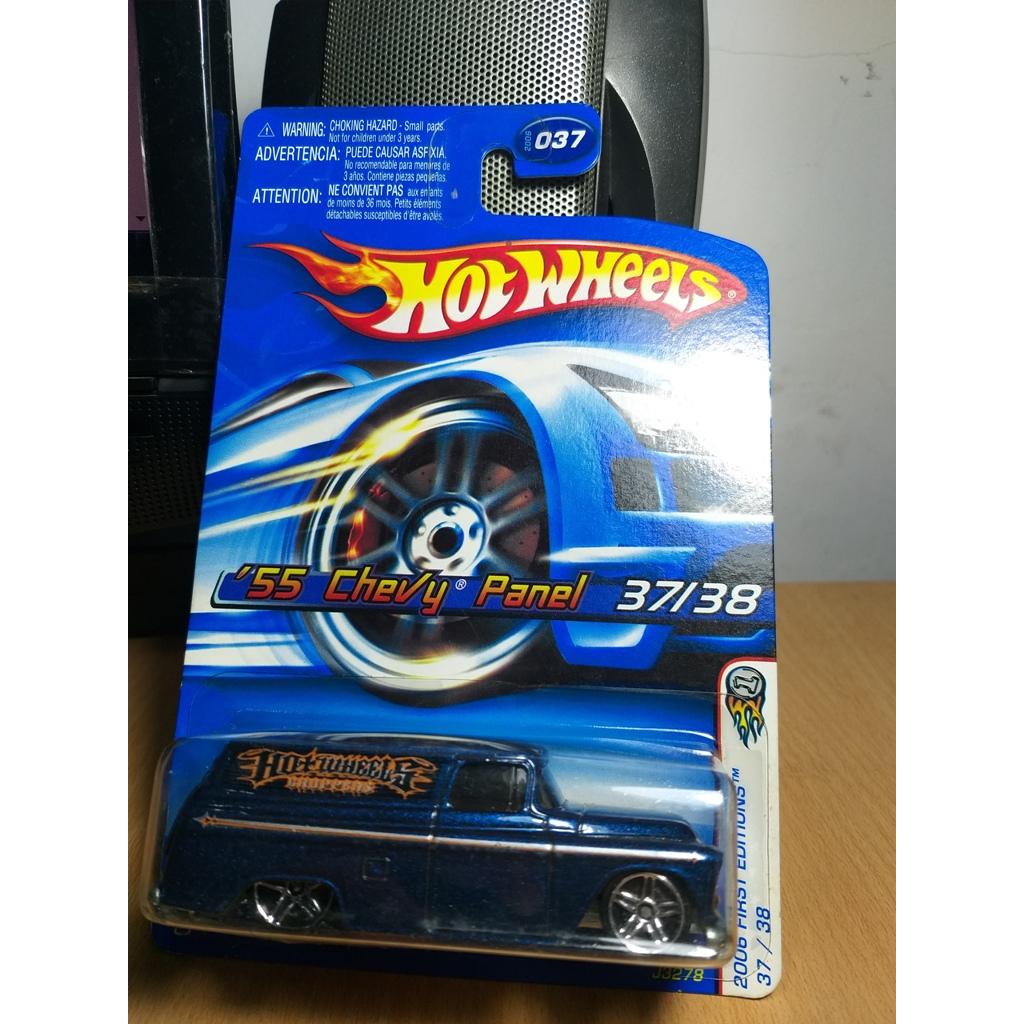 WARNING: CHOKING HAZARD - Small parts.
Not for children under 3 years.
ADVERTENCIA: PUEDE CAUSAR ASFIXIA.
No recomendable para menores de
3 años. Contiene piezas pequeñas.
ATTENTION: NE CONVIENT PAS aux enfants
de moins de 36 mois. Petits éléments
détachables susceptibles d'être avalés.
2006 037
HOT WHEELS®
'55 Chevy® Panel 37/38
HOT WHEELS
CHOPPERS
1
2006 FIRST EDITIONS™
37 / 38
J3278